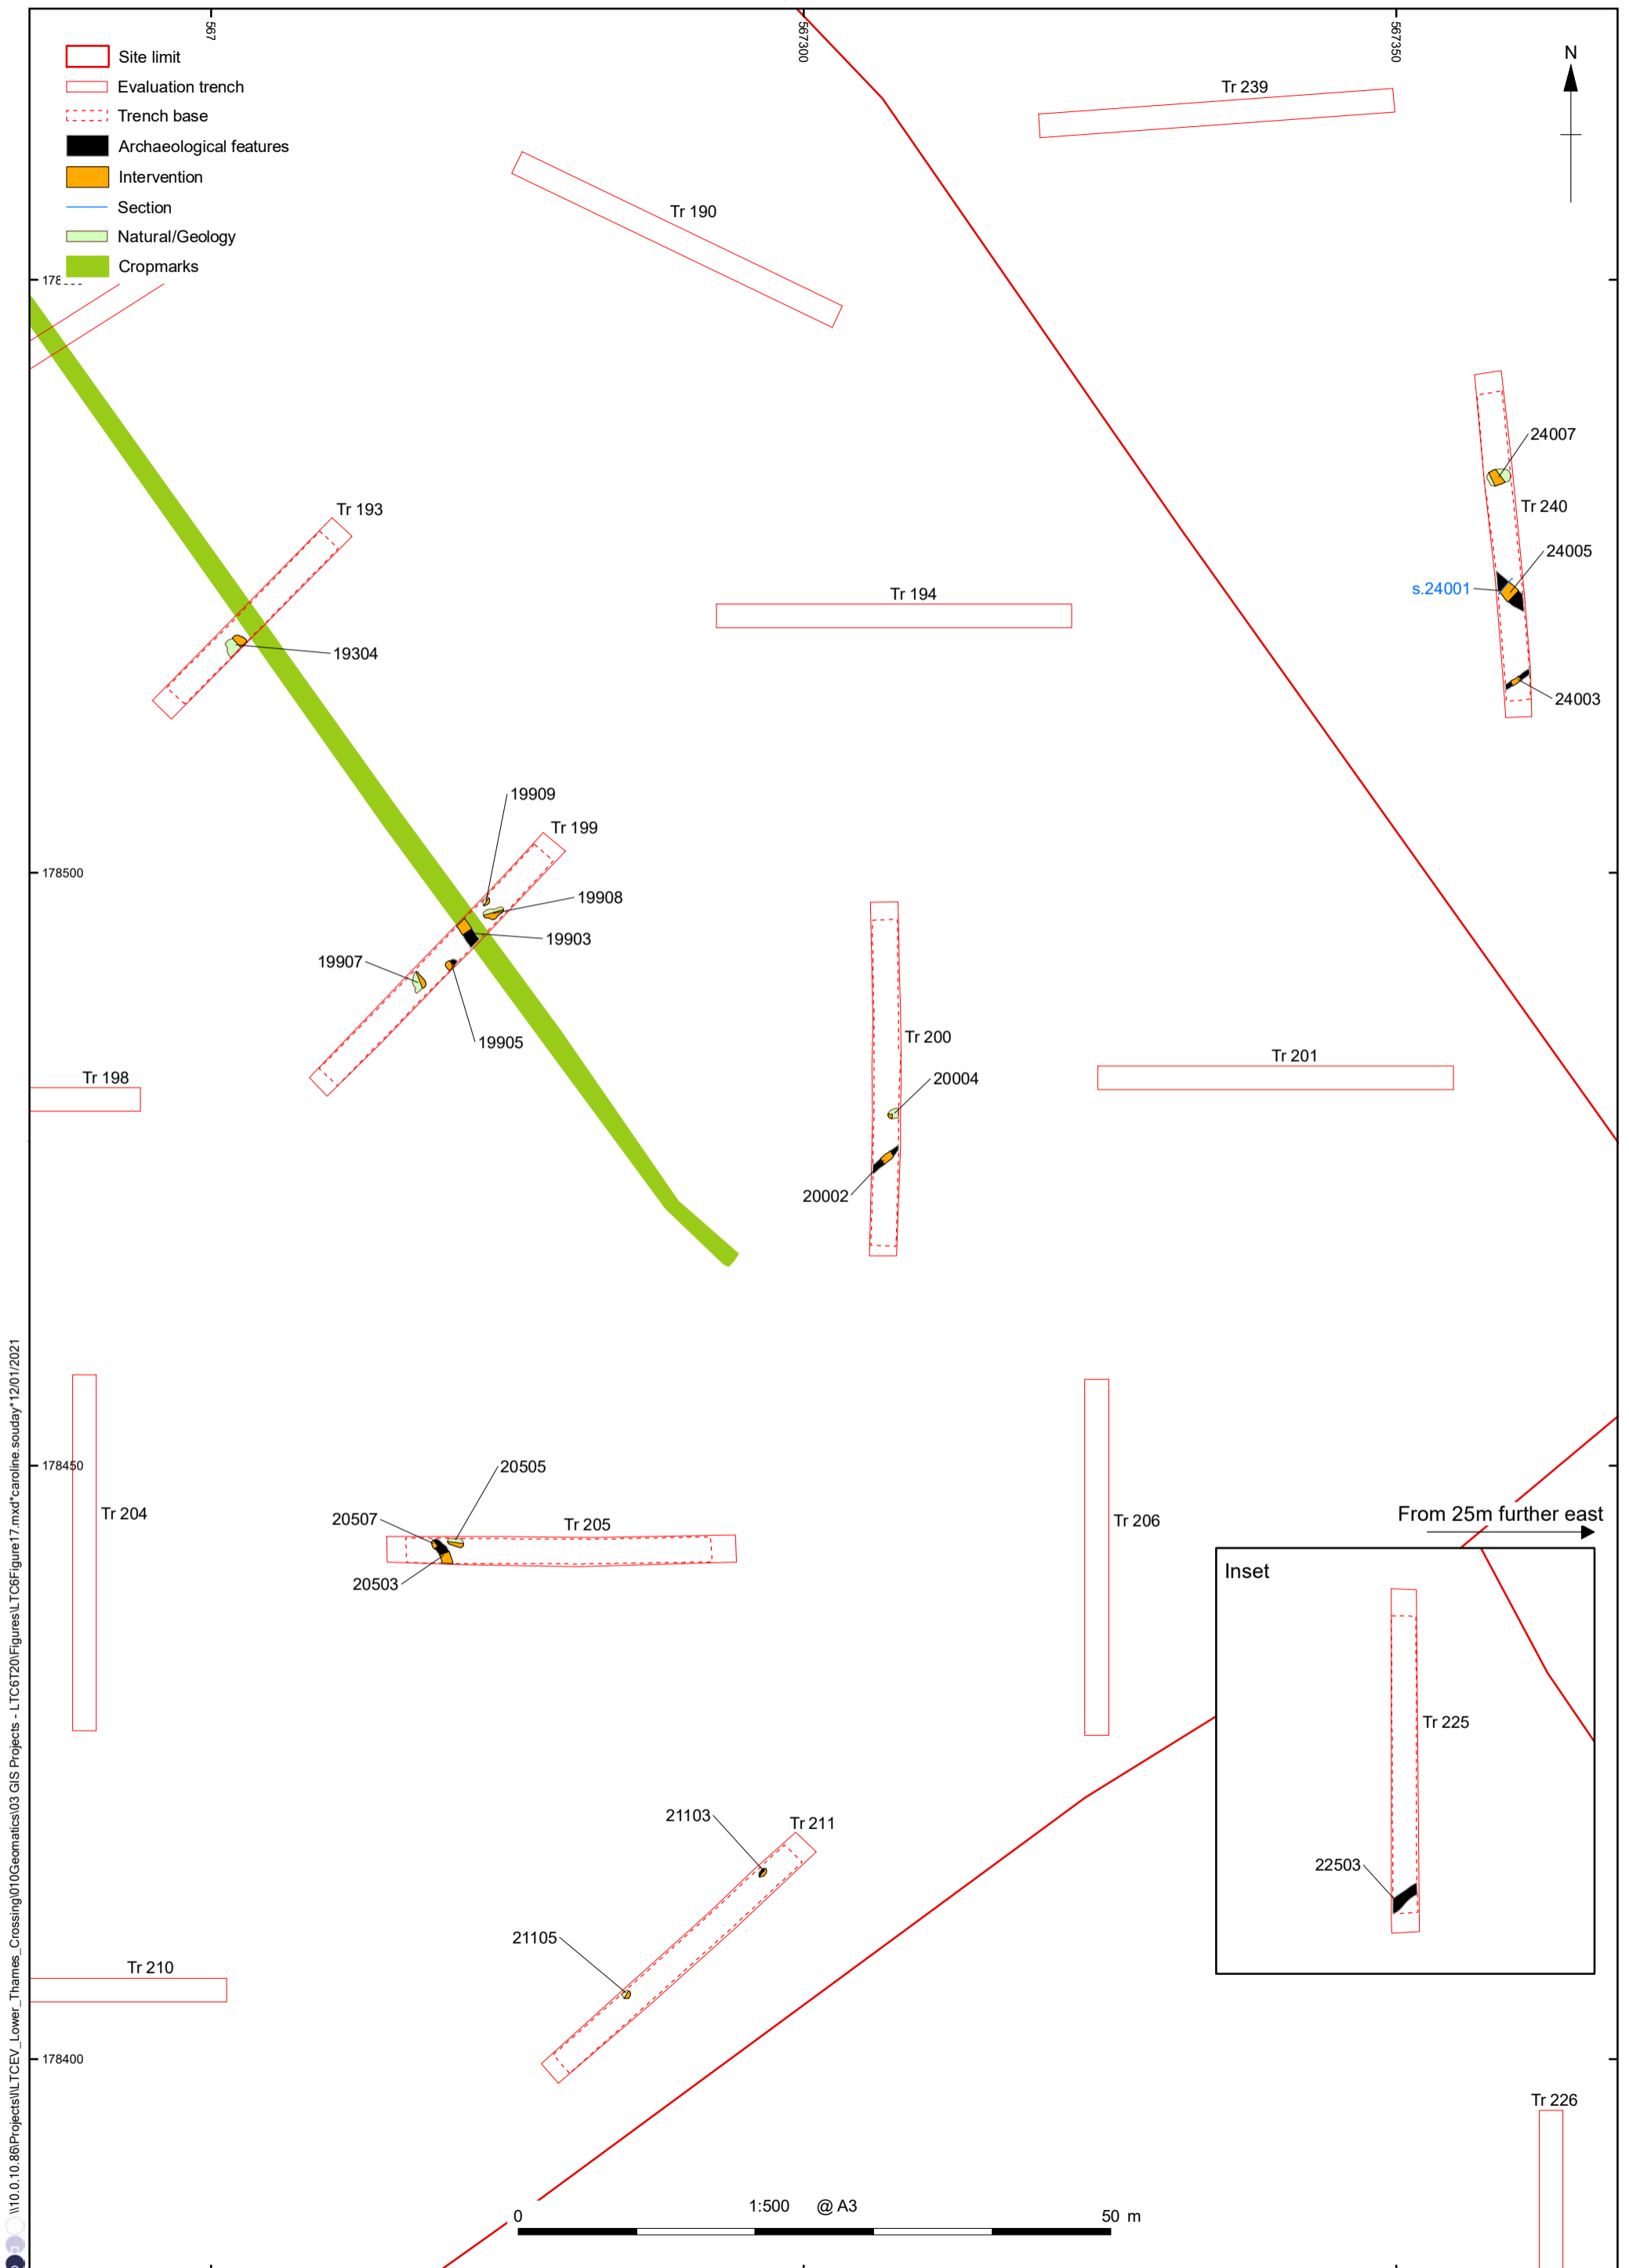 567
567300
567350
Site limit
Evaluation trench
Trench base
Archaeological features
Intervention
Section
Natural/Geology
Cropmarks
N
Tr 239
Tr 190
24007
Tr 240
24005
s.24001
24003
Tr 193
19304
Tr 194
19909
Tr 199
19908
19903
19907
19905
178500
Tr 198
Tr 200
20004
20002
Tr 201
178450
Tr 204
20505
20507
Tr 205
20503
Tr 206
From 25m further east
Inset
Tr 225
22503
21103
Tr 211
21105
Tr 210
178400
Tr 226
1:500 @ A3
0 50 m
\\10.0.10.86\Projects\I\LTCEV_Lower_Thames_Crossing\010Geomatics\03 GIS Projects - LTC6T20\Figures\LTC6Figure17.mxd*caroline.souday*12/01/2021